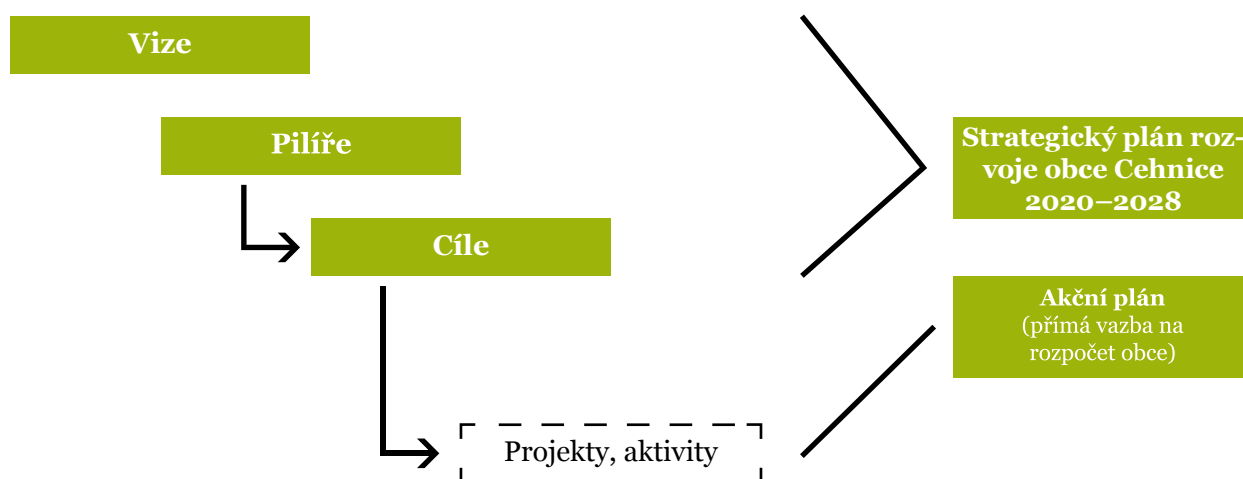 Vize
Pilíře
Strategický plán roz-
voje obce Cehnice
2020–2028
Cíle
Akční plán
(přímá vazba na
rozpočet obce)
Projekty, aktivity